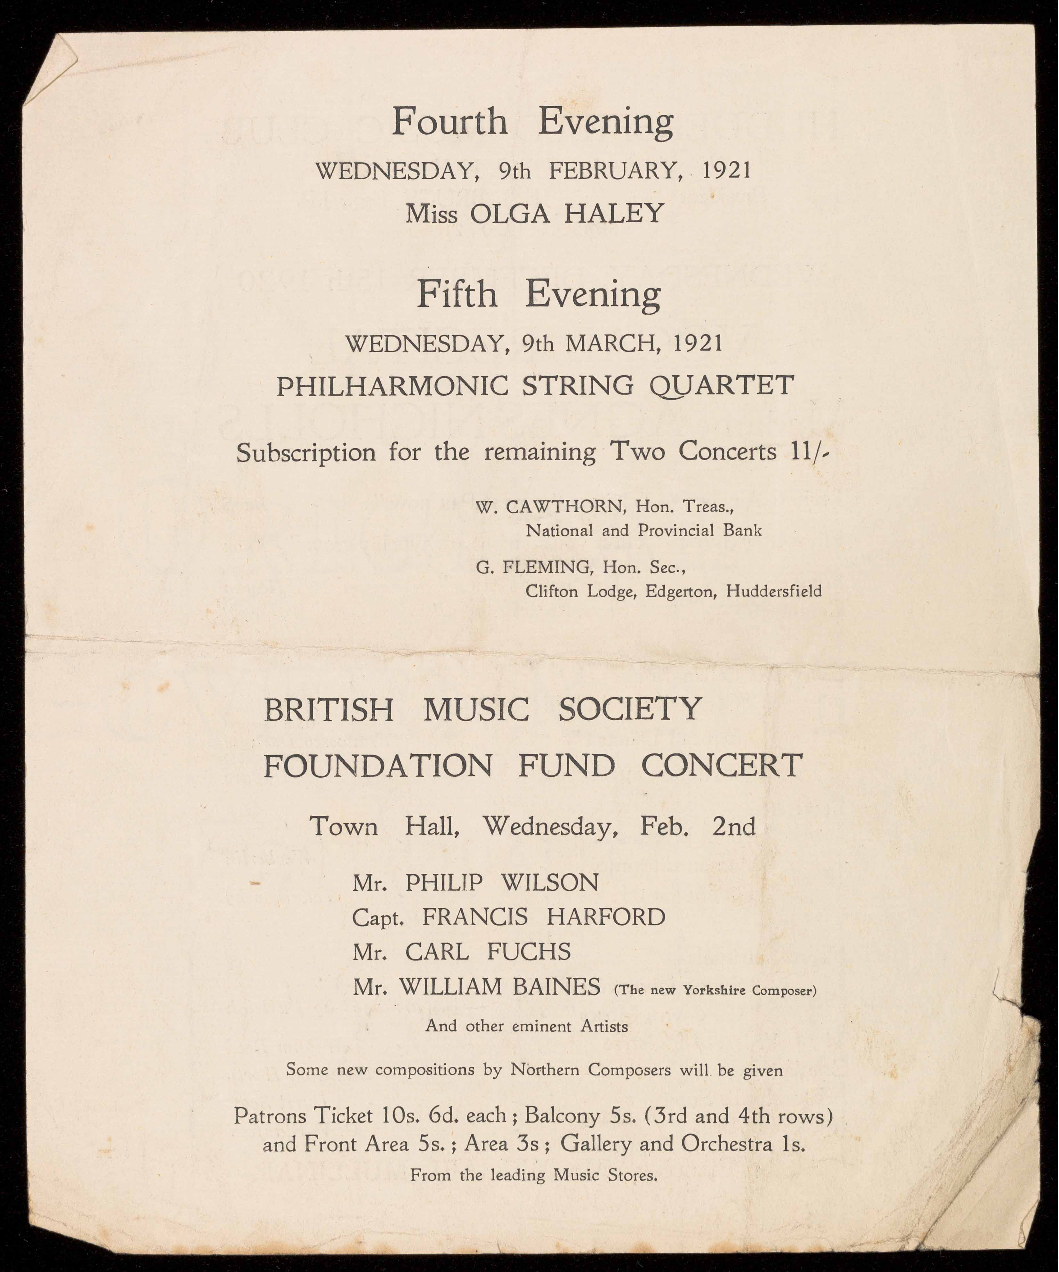 Fourth Evening
WEDNESDAY, 9th FEBRUARY, 1921
Miss OLGA HALEY
Fifth Evening
WEDNESDAY, 9th MARCH, 1921
PHILHARMONIC STRING QUARTET
Subscription for the remaining Two Concerts 11/-
W. CAWTHORN, Hon. Treas.,
National and Provincial Bank
G. FLEMING, Hon. Sec.,
Clifton Lodge, Edgerton, Huddersfield
BRITISH MUSIC SOCIETY
FOUNDATION FUND CONCERT
Town Hall, Wednesday, Feb. 2nd
Mr. PHILIP WILSON
Capt. FRANCIS HARFORD
Mr. CARL FUCHS
Mr. WILLIAM BAINES (The new Yorkshire Composer)
And other eminent Artists
Some new compositions by Northern Composers will be given
Patrons Ticket 10s. 6d. each ; Balcony 5s. (3rd and 4th rows)
and Front Area 5s. ; Area 3s ; Gallery and Orchestra 1s.
From the leading Music Stores.